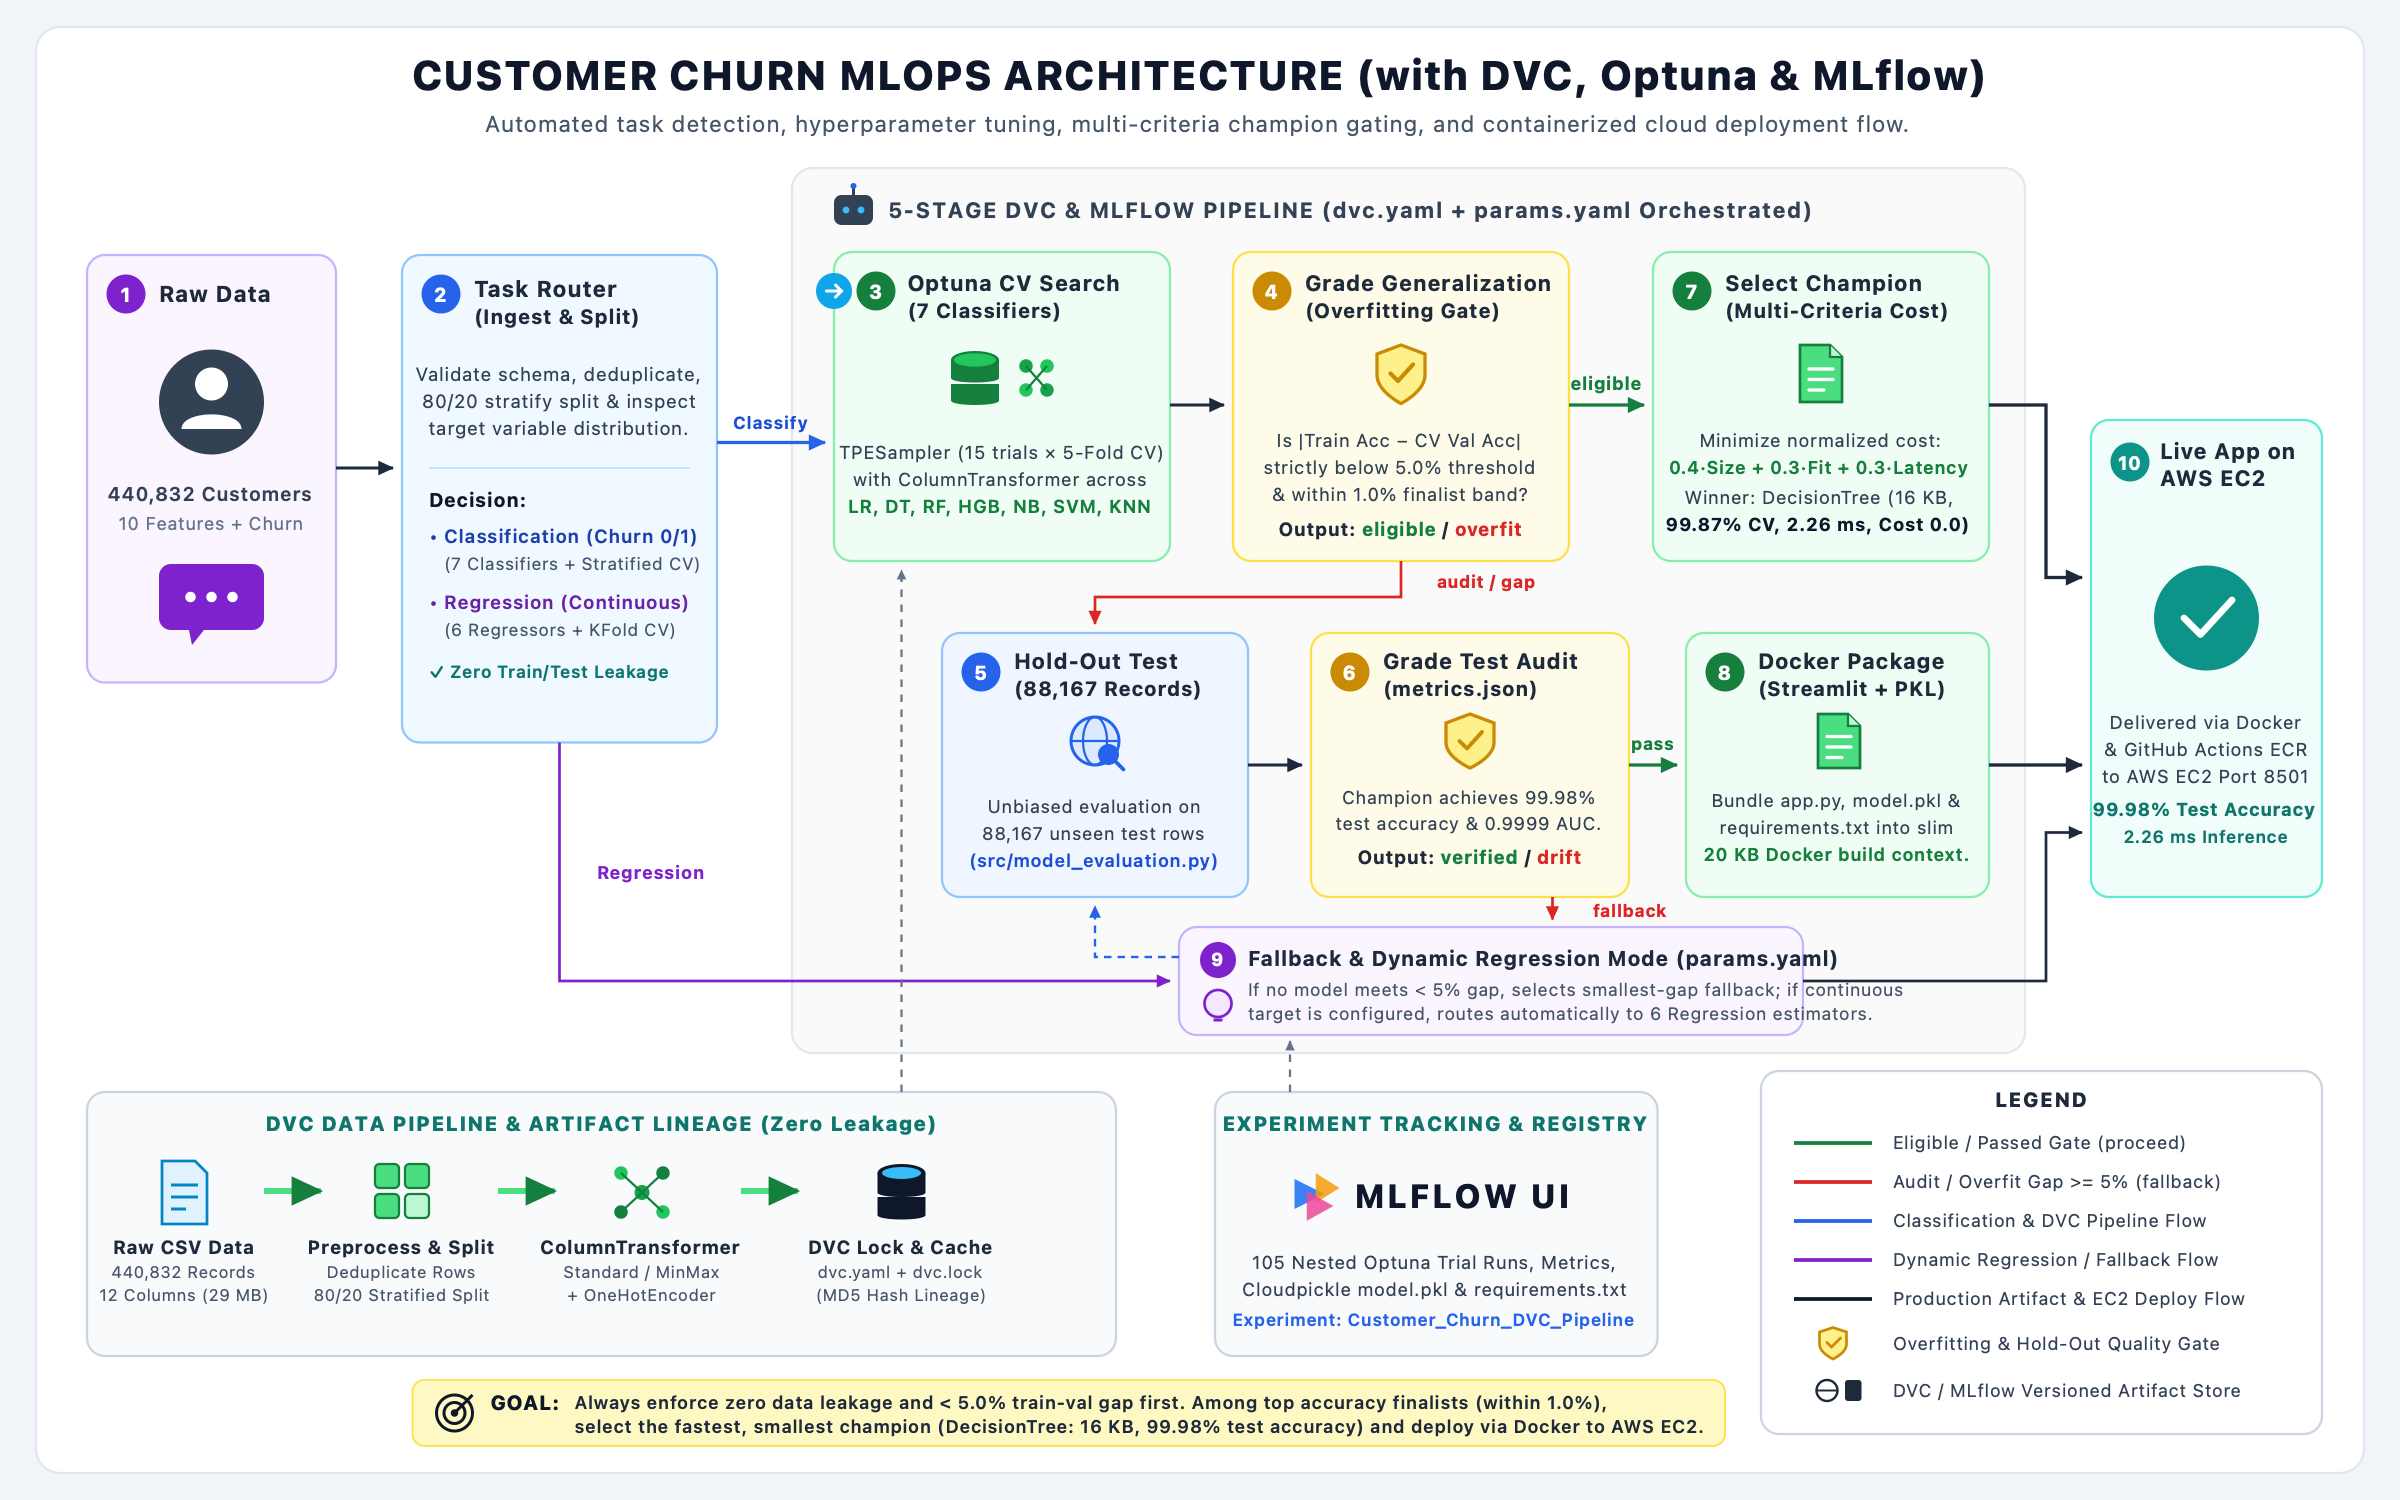 CUSTOMER CHURN MLOPS ARCHITECTURE (with DVC, Optuna & MLflow)
Automated task detection, hyperparameter tuning, multi-criteria champion gating, and containerized cloud deployment flow.
5-STAGE DVC & MLFLOW PIPELINE (dvc.yaml + params.yaml Orchestrated)
1 Raw Data
440,832 Customers
10 Features + Churn
2 Task Router
(Ingest & Split)
Validate schema, deduplicate,
80/20 stratify split & inspect
target variable distribution.
Decision:
• Classification (Churn 0/1)
(7 Classifiers + Stratified CV)
• Regression (Continuous)
(6 Regressors + KFold CV)
✓ Zero Train/Test Leakage
Classify
Regression
3 Optuna CV Search
(7 Classifiers)
TPESampler (15 trials × 5-Fold CV)
with ColumnTransformer across
LR, DT, RF, HGB, NB, SVM, KNN
4 Grade Generalization
(Overfitting Gate)
Is |Train Acc – CV Val Acc|
strictly below 5.0% threshold
& within 1.0% finalist band?
Output: eligible / overfit
eligible
audit / gap
7 Select Champion
(Multi-Criteria Cost)
Minimize normalized cost:
0.4·Size + 0.3·Fit + 0.3·Latency
Winner: DecisionTree (16 KB,
99.87% CV, 2.26 ms, Cost 0.0)
5 Hold-Out Test
(88,167 Records)
Unbiased evaluation on
88,167 unseen test rows
(src/model_evaluation.py)
6 Grade Test Audit
(metrics.json)
Champion achieves 99.98%
test accuracy & 0.9999 AUC.
Output: verified / drift
pass
fallback
8 Docker Package
(Streamlit + PKL)
Bundle app.py, model.pkl &
requirements.txt into slim
20 KB Docker build context.
9 Fallback & Dynamic Regression Mode (params.yaml)
If no model meets < 5% gap, selects smallest-gap fallback; if continuous
target is configured, routes automatically to 6 Regression estimators.
10 Live App on
AWS EC2
Delivered via Docker
& GitHub Actions ECR
to AWS EC2 Port 8501
99.98% Test Accuracy
2.26 ms Inference
DVC DATA PIPELINE & ARTIFACT LINEAGE (Zero Leakage)
Raw CSV Data
440,832 Records
12 Columns (29 MB)
Preprocess & Split
Deduplicate Rows
80/20 Stratified Split
ColumnTransformer
Standard / MinMax
+ OneHotEncoder
DVC Lock & Cache
dvc.yaml + dvc.lock
(MD5 Hash Lineage)
EXPERIMENT TRACKING & REGISTRY
MLFLOW UI
105 Nested Optuna Trial Runs, Metrics,
Cloudpickle model.pkl & requirements.txt
Experiment: Customer_Churn_DVC_Pipeline
LEGEND
Eligible / Passed Gate (proceed)
Audit / Overfit Gap >= 5% (fallback)
Classification & DVC Pipeline Flow
Dynamic Regression / Fallback Flow
Production Artifact & EC2 Deploy Flow
Overfitting & Hold-Out Quality Gate
DVC / MLflow Versioned Artifact Store
GOAL: Always enforce zero data leakage and < 5.0% train-val gap first. Among top accuracy finalists (within 1.0%),
select the fastest, smallest champion (DecisionTree: 16 KB, 99.98% test accuracy) and deploy via Docker to AWS EC2.